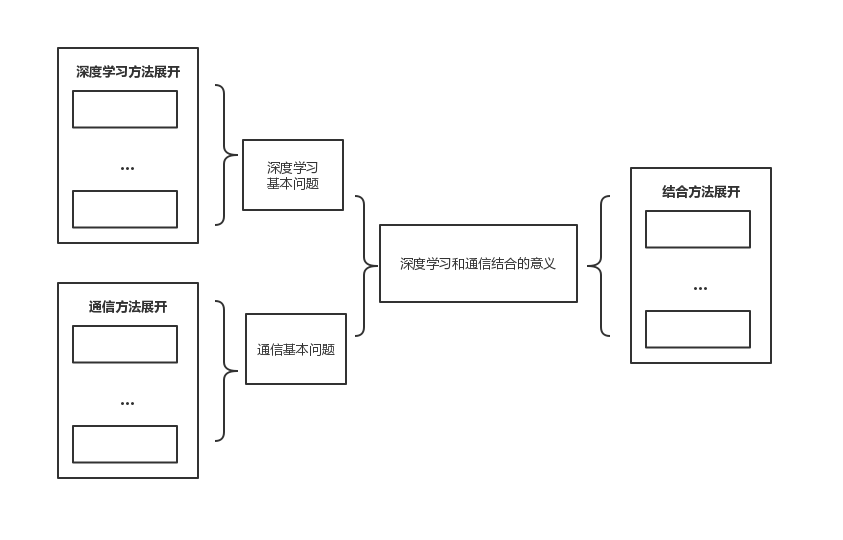 深度学习方法展开
...
深度学习
基本问题
通信方法展开
...
通信基本问题
深度学习和通信结合的意义
结合方法展开
...